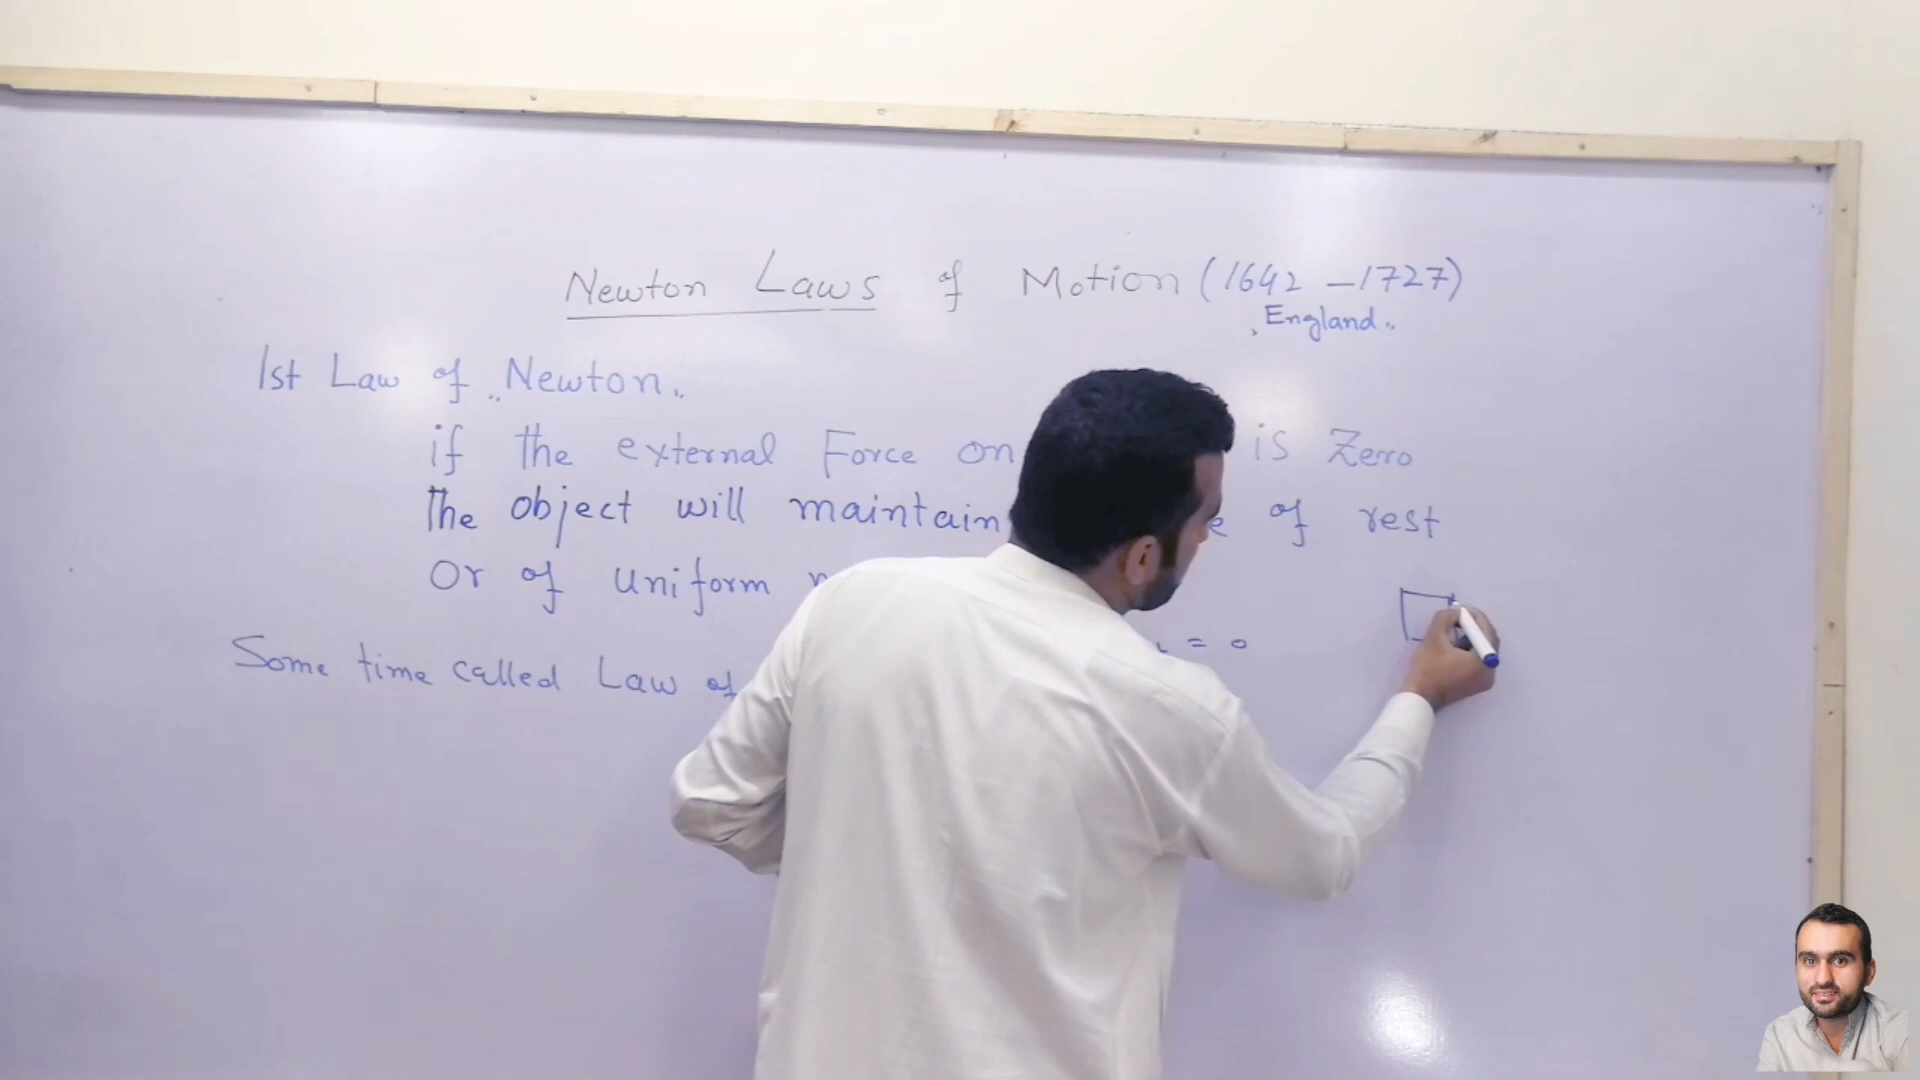 Newton Laws of Motion (1642 - 1727)
England
1st Law of "Newton"
if the external Force on is Zero
The object will maintain of rest
Or of uniform
Some time called Law of = 0